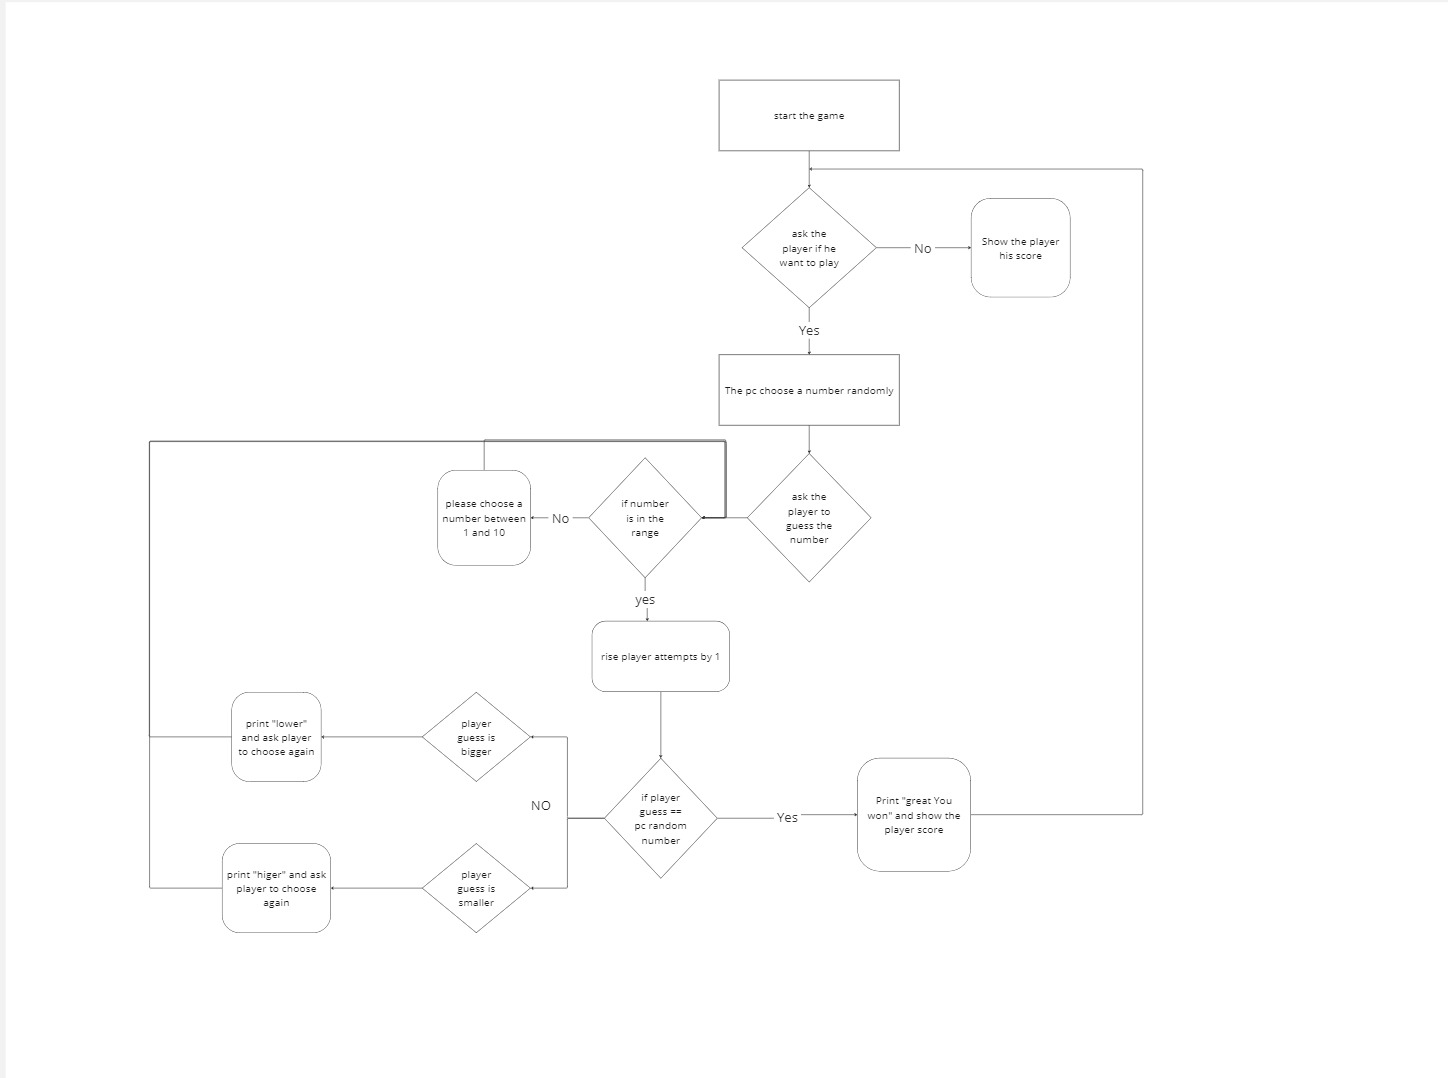 start the game
ask the
player if he
want to play
No
Show the player
his score
Yes
The pc choose a number randomly
ask the
player to
guess the
number
if number
is in the
range
No
please choose a
number between
1 and 10
yes
rise player attempts by 1
if player
guess ==
pc random
number
Yes
Print "great You
won" and show the
player score
NO
player
guess is
bigger
print "lower"
and ask player
to choose again
player
guess is
smaller
print "higer" and ask
player to choose
again